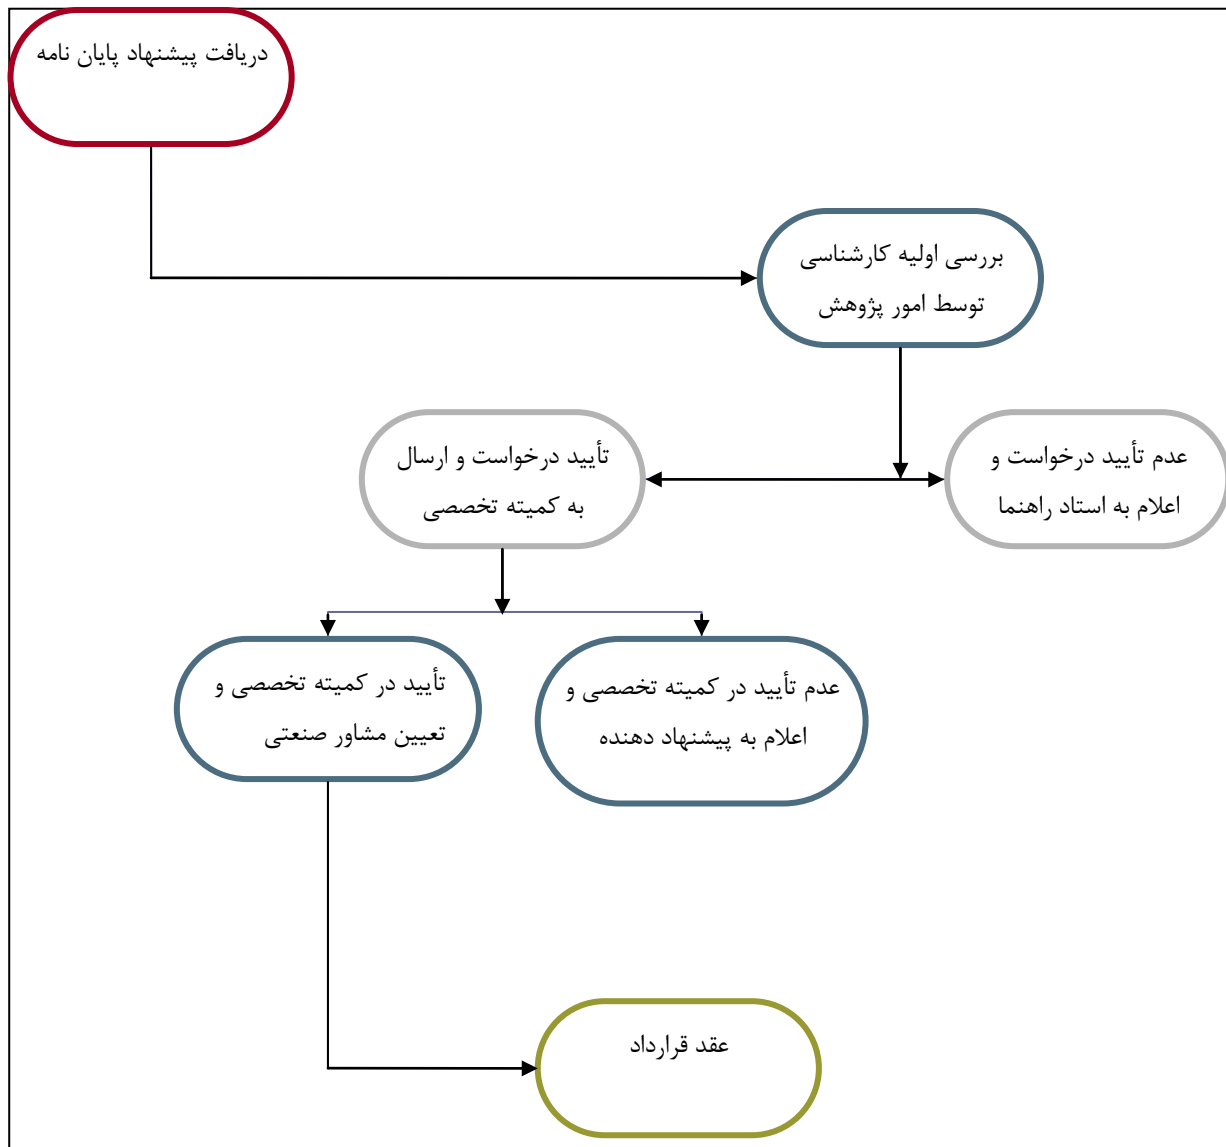 دریافت پیشنهاد پایان نامه
بررسی اولیه کارشناسی
توسط امور پژوهش
عدم تأیید درخواست و
اعلام به استاد راهنما
تأیید درخواست و ارسال
به کمیته تخصصی
عدم تأیید در کمیته تخصصی و
اعلام به پیشنهاد دهنده
تأیید در کمیته تخصصی و
تعیین مشاور صنعتی
عقد قرارداد